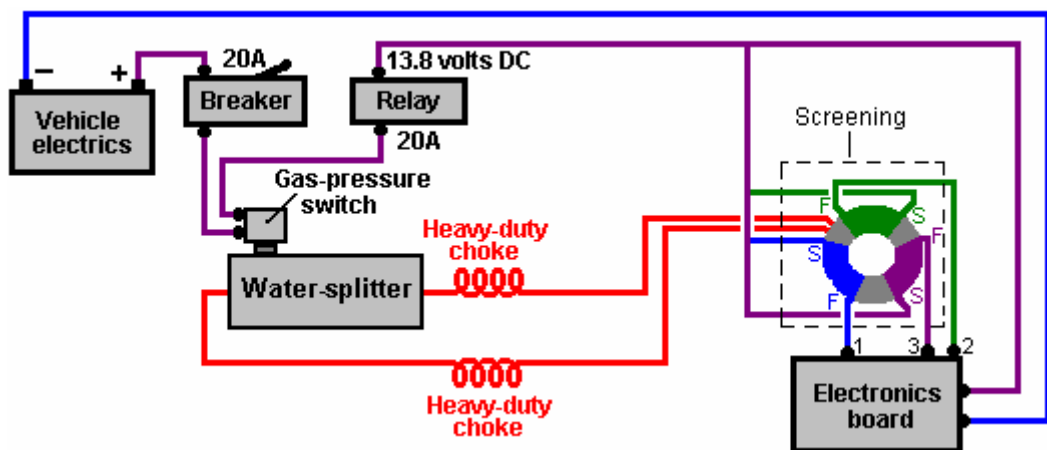 − +
20A
Breaker
Vehicle
electrics
13.8 volts DC
Relay
20A
Gas-pressure
switch
Screening
Heavy-duty
choke
Water-splitter
Heavy-duty
choke
F
S
F
S
F
S
1 3 2
Electronics
board